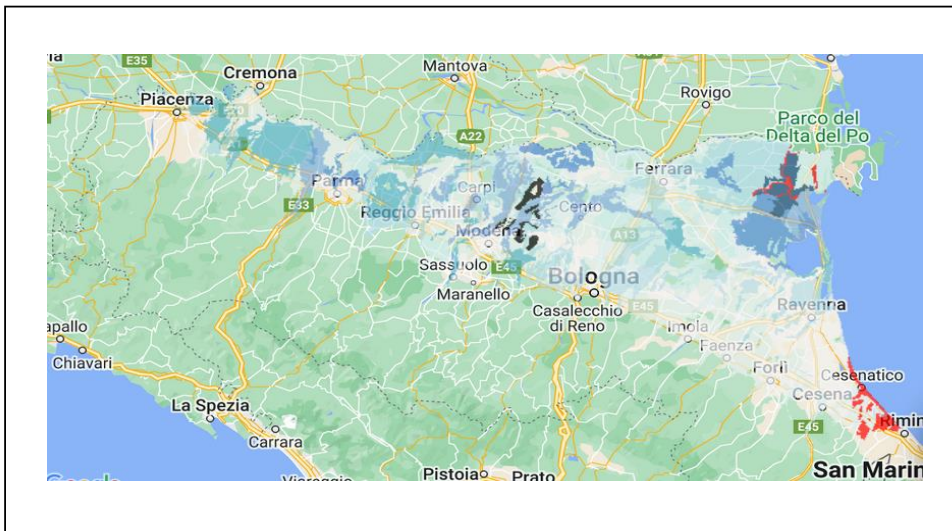 E35
Cremona
Mantova
Rovigo
Piacenza
Parco del
Delta del Po
A22
Parma
Carpi
Ferrara
E33
Reggio Emilia
Cento
A13
Modena
Sassuolo
E45
Bologna
Maranello
Casalecchio
di Reno
E45
Ravenna
Imola
Faenza
Chiavari
Forlì
Cesenatico
Cesena
La Spezia
E45
Carrara
Pistoia
Prato
San Marin